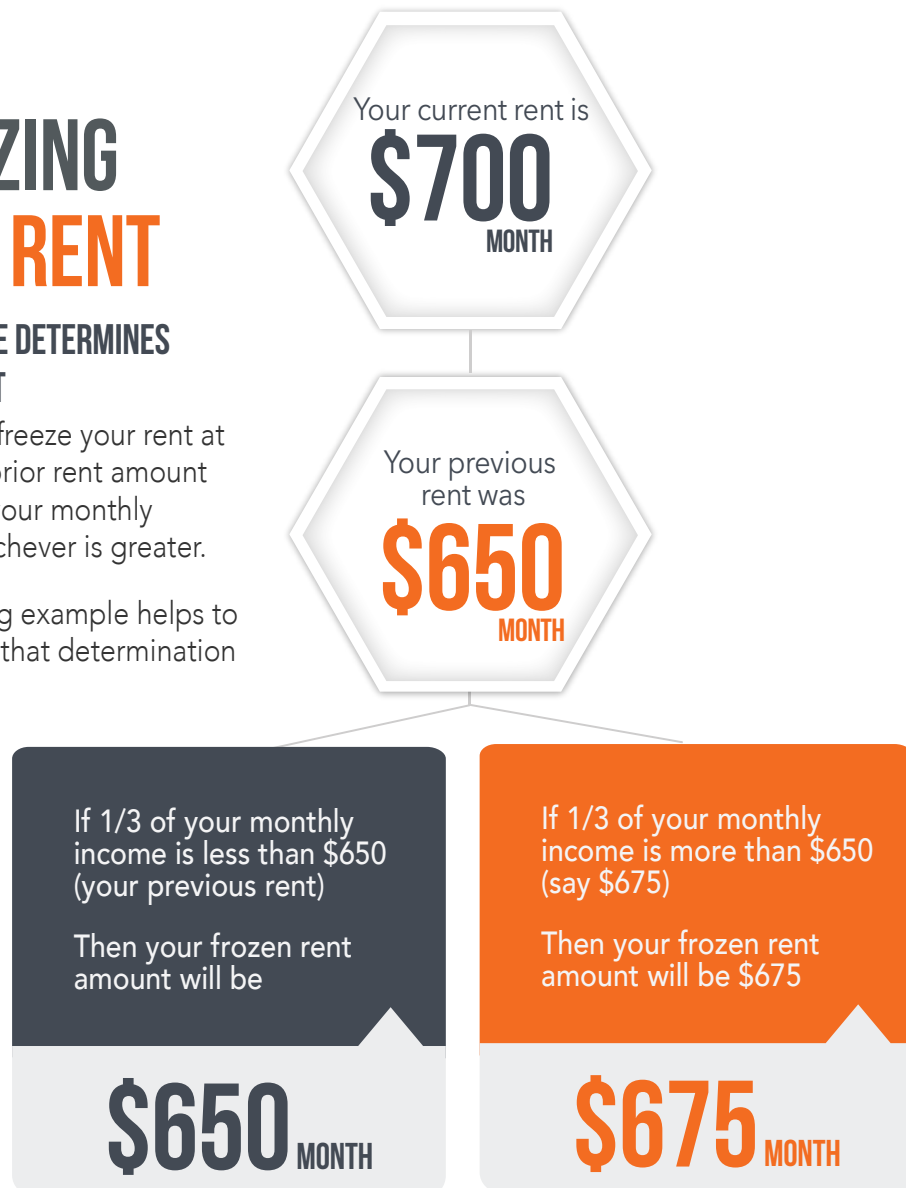 ZING
RENT
E DETERMINES
T
freeze your rent at
prior rent amount
our monthly
chever is greater.
g example helps to
that determination
Your current rent is
$700
MONTH
Your previous
rent was
$650
MONTH
If 1/3 of your monthly
income is less than $650
(your previous rent)
Then your frozen rent
amount will be
$650 MONTH
If 1/3 of your monthly
income is more than $650
(say $675)
Then your frozen rent
amount will be $675
$675 MONTH